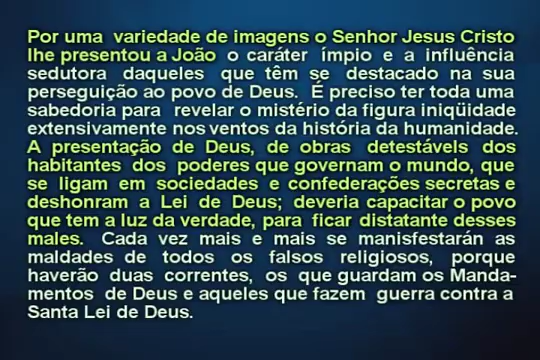 Por uma variedade de imagens o Senhor Jesus Cristo
lhe presentou a João o caráter ímpio e a influência
sedutora daqueles que têm se destacado na sua
perseguição ao povo de Deus. É preciso ter toda uma
sabedoria para revelar o mistério da figura iniqüidade
extensivamente nos ventos da história da humanidade.
A presentação de Deus, de obras detestáveis dos
habitantes dos poderes que governam o mundo, que
se ligam em sociedades e confederações secretas e
deshonram a Lei de Deus; deveria capacitar o povo
que tem a luz da verdade, para ficar distatante desses
males. Cada vez mais e mais se manisfestarán as
maldades de todos os falsos religiosos, porque
haverão duas correntes, os que guardam os Manda-
mentos de Deus e aqueles que fazem guerra contra a
Santa Lei de Deus.